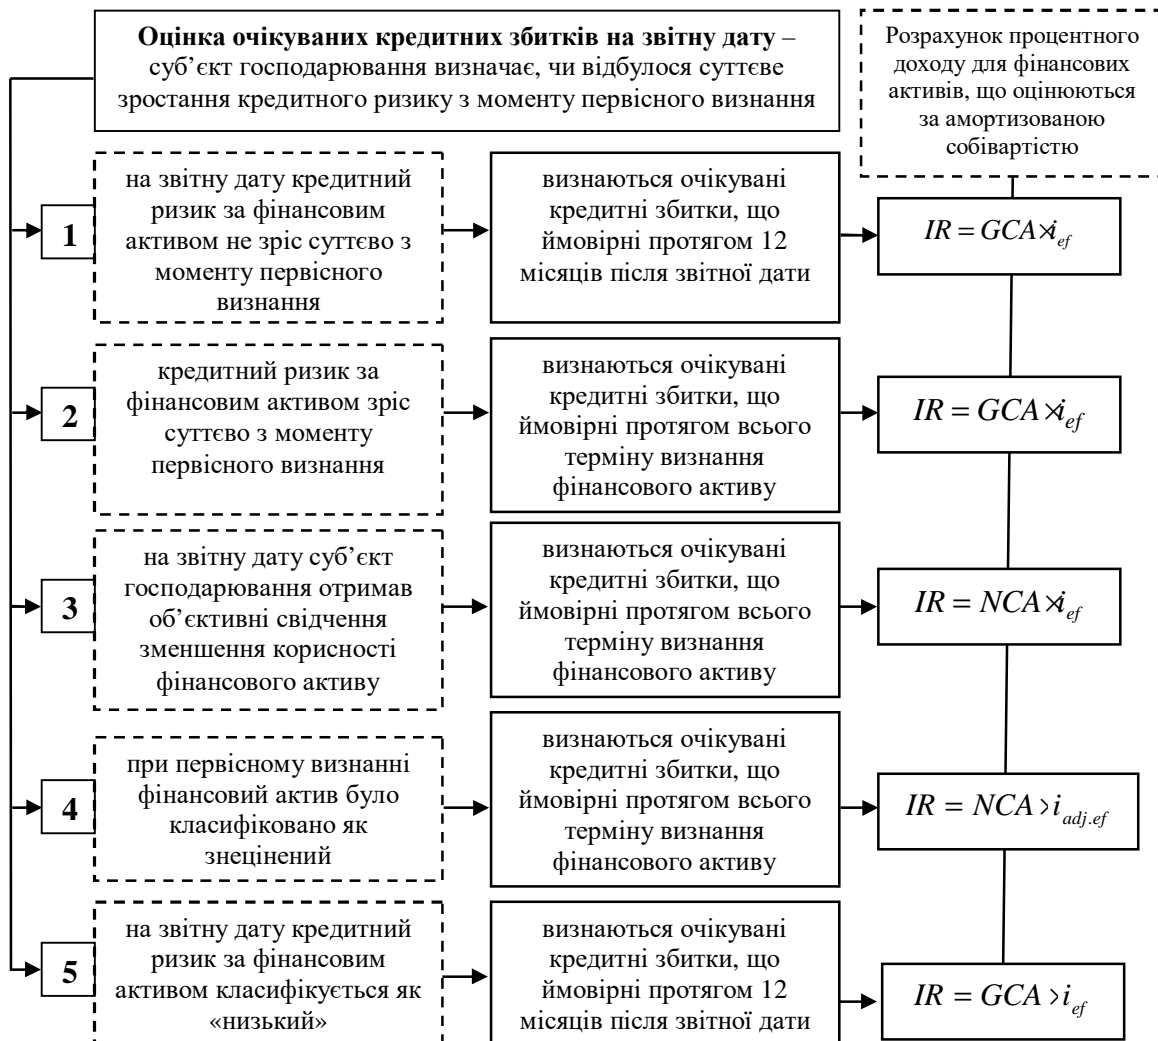 Оцінка очікуваних кредитних збитків на звітну дату –
суб’єкт господарювання визначає, чи відбулося суттєве
зростання кредитного ризику з моменту первісного визнання
Розрахунок процентного
доходу для фінансових
активів, що оцінюються
за амортизованою
собівартістю
1
на звітну дату кредитний
ризик за фінансовим
активом не зріс суттєво з
моменту первісного
визнання
визнаються очікувані
кредитні збитки, що
ймовірні протягом 12
місяців після звітної дати
IR = GCA × i_ef
2
кредитний ризик за
фінансовим активом зріс
суттєво з моменту
первісного визнання
визнаються очікувані
кредитні збитки, що
ймовірні протягом всього
терміну визнання
фінансового активу
IR = GCA × i_ef
3
на звітну дату суб’єкт
господарювання отримав
об’єктивні свідчення
зменшення корисності
фінансового активу
визнаються очікувані
кредитні збитки, що
ймовірні протягом всього
терміну визнання
фінансового активу
IR = NCA × i_ef
4
при первісному визнанні
фінансовий актив було
класифіковано як
знецінений
визнаються очікувані
кредитні збитки, що
ймовірні протягом всього
терміну визнання
фінансового активу
IR = NCA › i_adj.ef
5
на звітну дату кредитний
ризик за фінансовим
активом класифікується як
«низький»
визнаються очікувані
кредитні збитки, що
ймовірні протягом 12
місяців після звітної дати
IR = GCA › i_ef